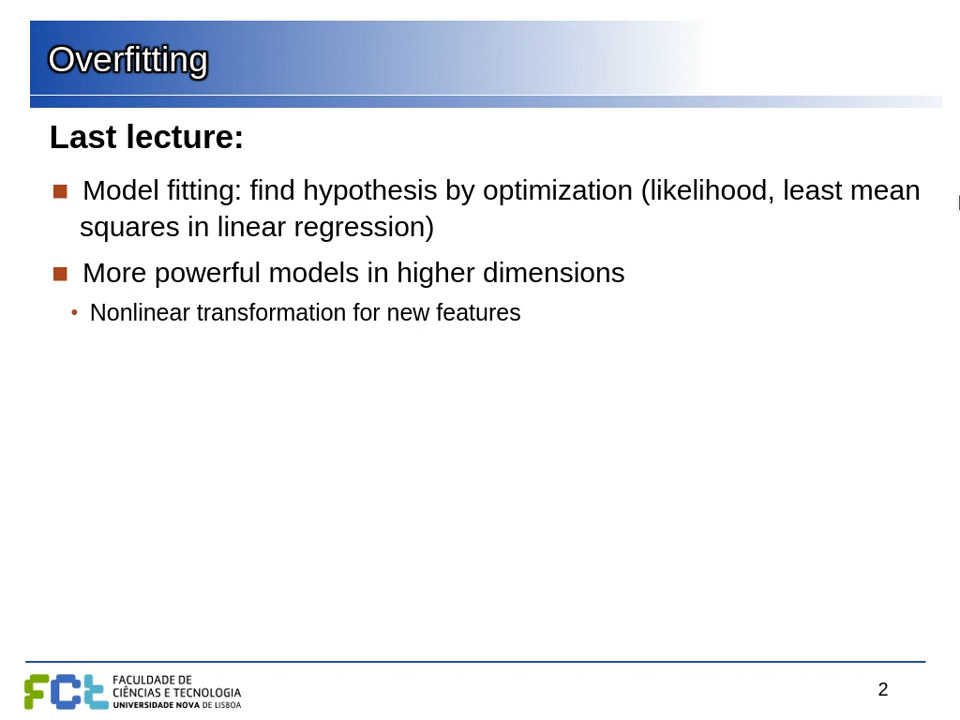 Overfitting
Last lecture:
Model fitting: find hypothesis by optimization (likelihood, least mean
squares in linear regression)
More powerful models in higher dimensions
Nonlinear transformation for new features
FCt
FACULDADE DE
CIÊNCIAS E TECNOLOGIA
UNIVERSIDADE NOVA DE LISBOA
2